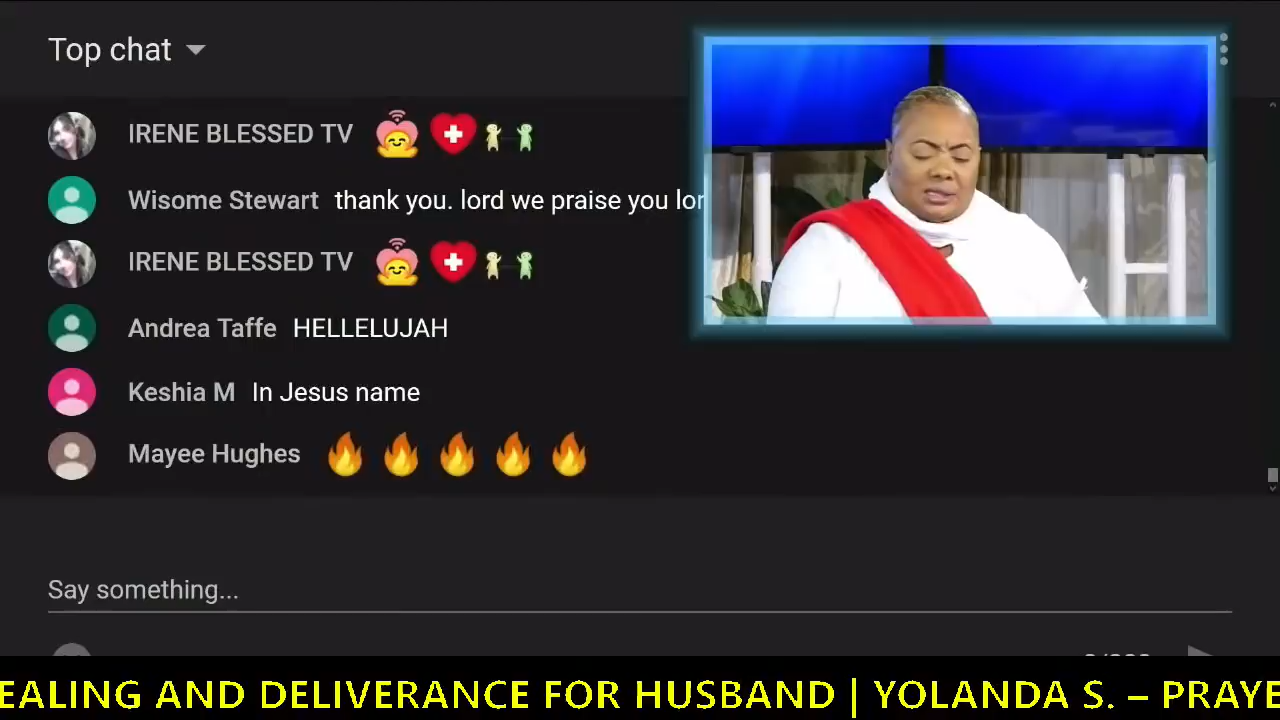 Top chat
IRENE BLESSED TV
Wisome Stewart thank you. lord we praise you lor
IRENE BLESSED TV
Andrea Taffe HELLELUJAH
Keshia M In Jesus name
Mayee Hughes
Say something...
EALING AND DELIVERANCE FOR HUSBAND | YOLANDA S. – PRAYE